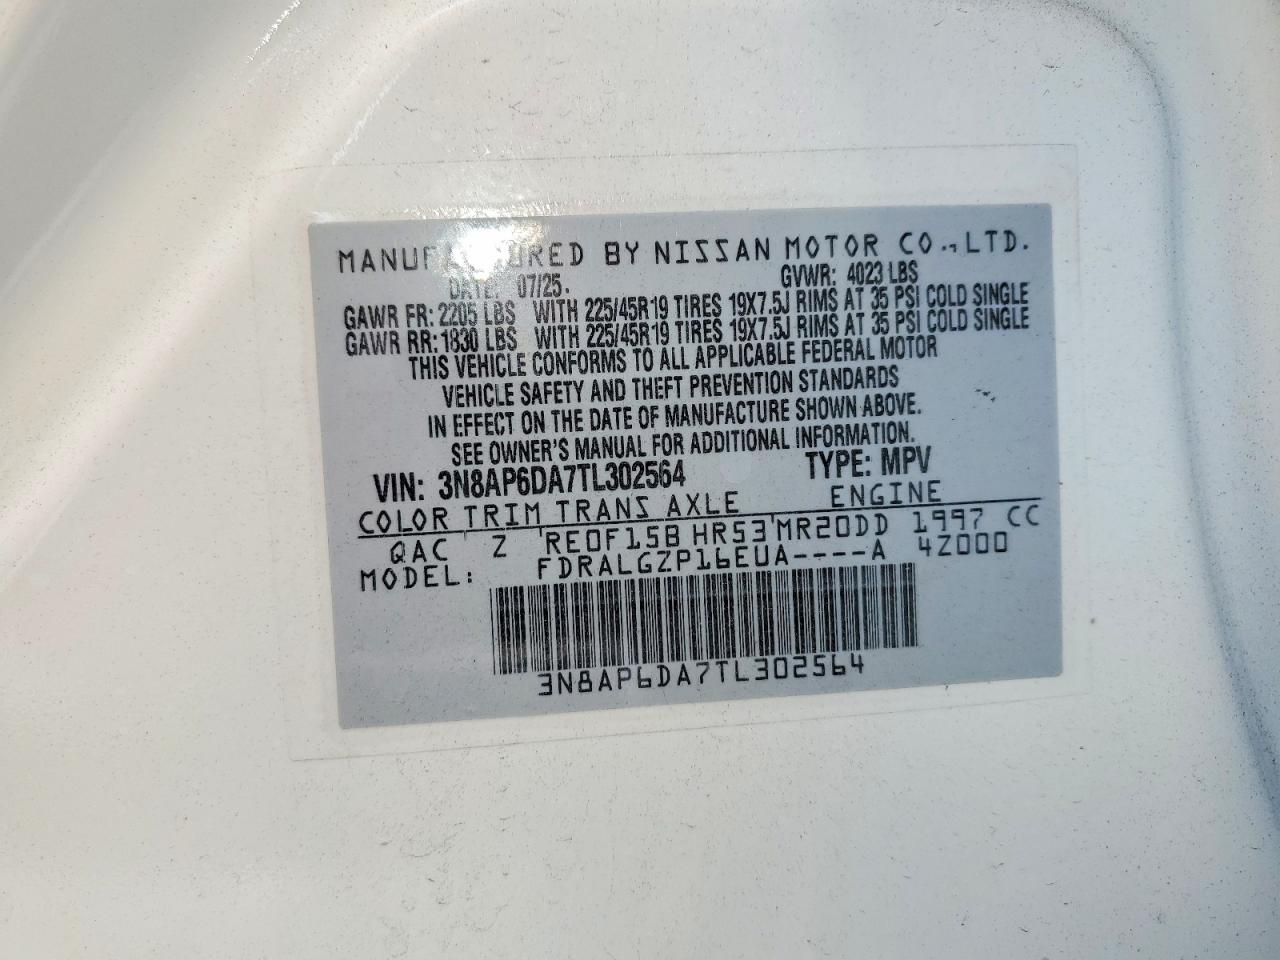 MANUFACTURED BY NISSAN MOTOR CO.,LTD.
DATE: 07/25. GVWR: 4023 LBS
GAWR FR: 2205 LBS WITH 225/45R19 TIRES 19X7.5J RIMS AT 35 PSI COLD SINGLE
GAWR RR: 1830 LBS WITH 225/45R19 TIRES 19X7.5J RIMS AT 35 PSI COLD SINGLE
THIS VEHICLE CONFORMS TO ALL APPLICABLE FEDERAL MOTOR
VEHICLE SAFETY AND THEFT PREVENTION STANDARDS
IN EFFECT ON THE DATE OF MANUFACTURE SHOWN ABOVE.
SEE OWNER'S MANUAL FOR ADDITIONAL INFORMATION.
VIN: 3N8AP6DA7TL302564 TYPE: MPV
COLOR TRIM TRANS AXLE ENGINE
QAC Z RE0F15B HR53 MR20DD 1997 CC
MODEL: FDRALGZP16EUA----A 42000
3N8AP6DA7TL302564